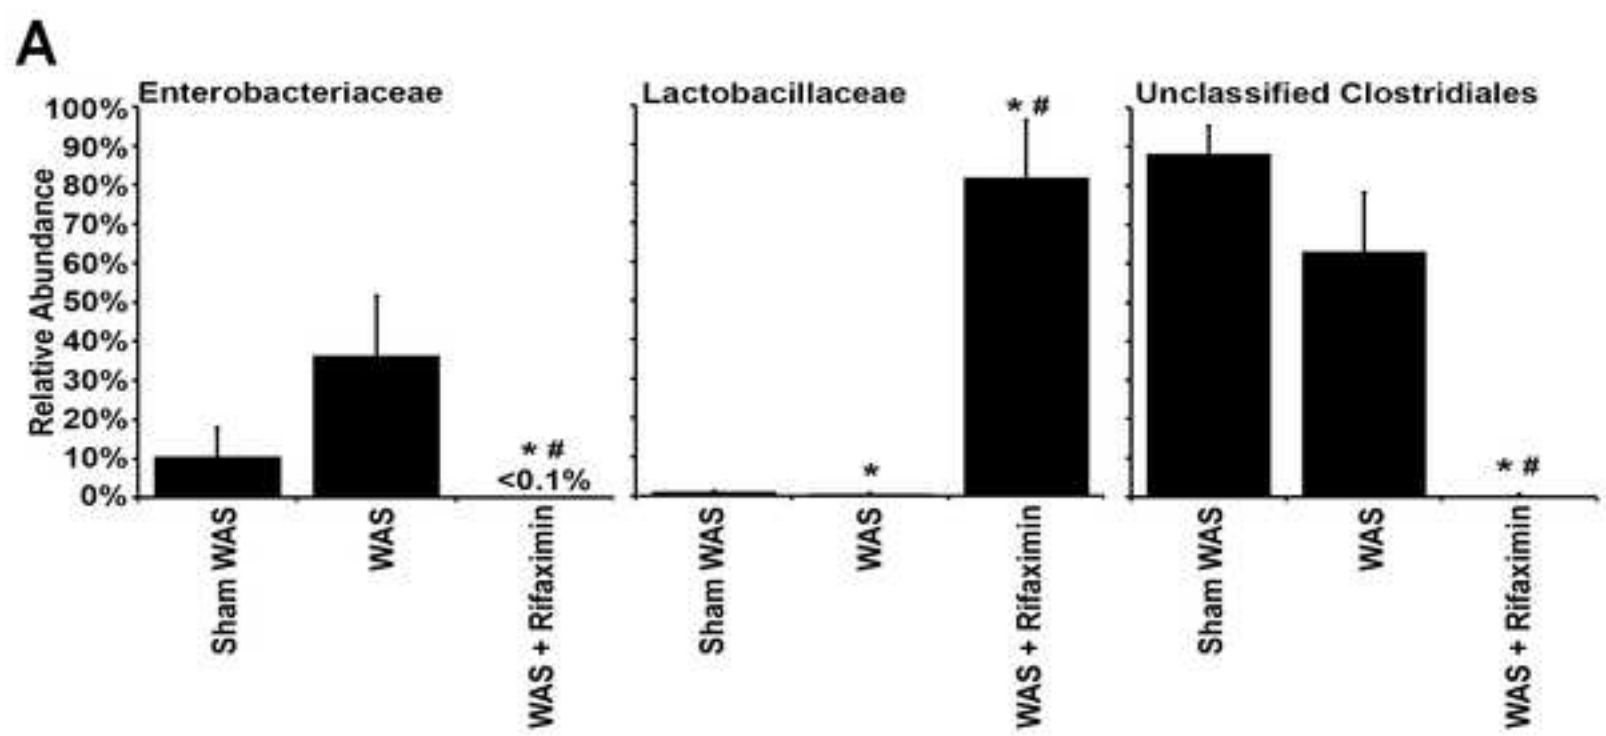 A
Enterobacteriaceae
Lactobacillaceae
Unclassified Clostridiales
Relative Abundance
100%
90%
80%
70%
60%
50%
40%
30%
20%
10%
0%
* #
<0.1%
*
* #
* #
Sham WAS
WAS
WAS + Rifaximin
Sham WAS
WAS
WAS + Rifaximin
Sham WAS
WAS
WAS + Rifaximin